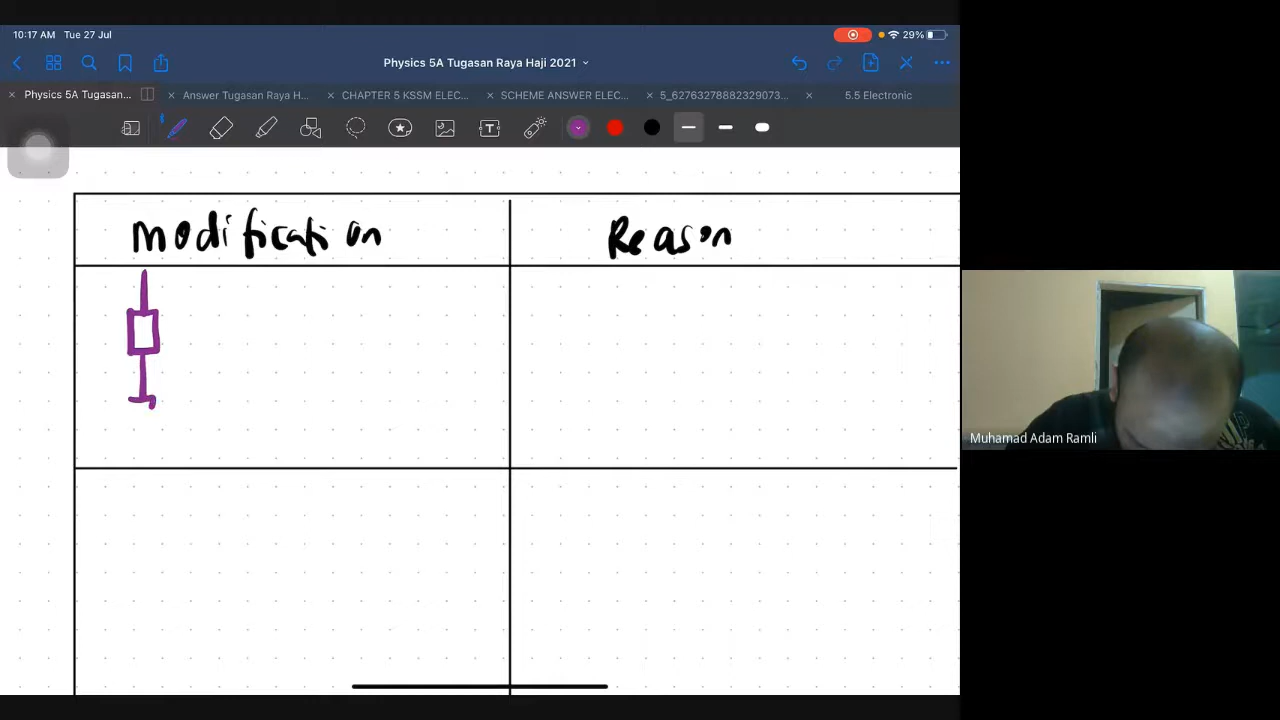 10:17 AM Tue 27 Jul
29%
Physics 5A Tugasan Raya Haji 2021
Physics 5A Tugasan...
Answer Tugasan Raya H...
CHAPTER 5 KSSM ELEC...
SCHEME ANSWER ELEC...
5_62763278882329073...
5.5 Electronic
modification
Reason
Muhamad Adam Ramli